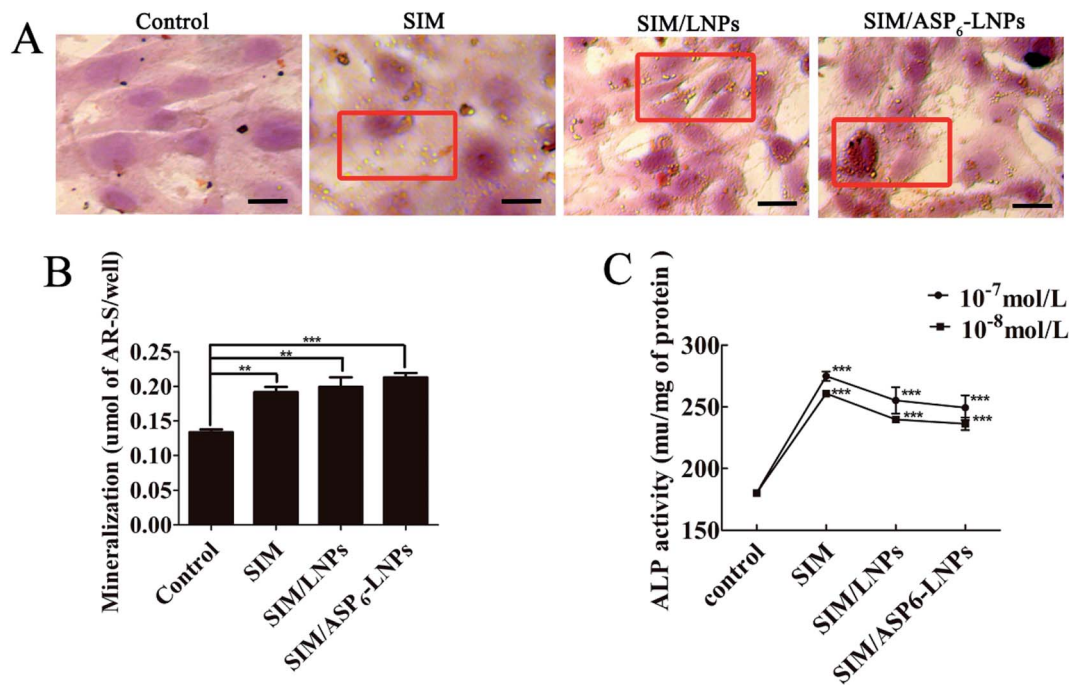 A
Control
SIM
SIM/LNPs
SIM/ASP6-LNPs
B
Mineralization (umol of AR-S/well)
0.25
0.20
0.15
0.10
0.05
0.00
***
**
**
Control
SIM
SIM/LNPs
SIM/ASP6-LNPs
C
10-7mol/L
10-8mol/L
ALP activity (mu/mg of protein )
300
250
200
150
***
***
***
***
***
***
control
SIM
SIM/LNPs
SIM/ASP6-LNPs